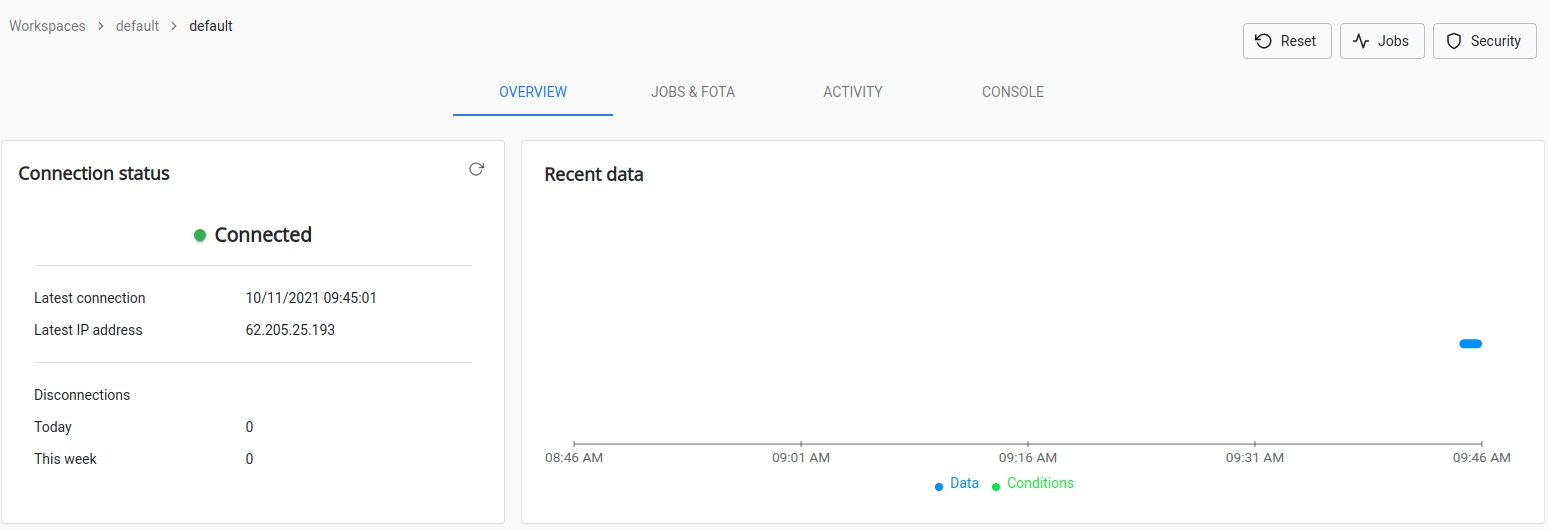 Workspaces > default > default
Reset Jobs Security
OVERVIEW JOBS & FOTA ACTIVITY CONSOLE
Connection status
Connected
Latest connection 10/11/2021 09:45:01
Latest IP address 62.205.25.193
Disconnections
Today 0
This week 0
Recent data
08:46 AM 09:01 AM 09:16 AM 09:31 AM 09:46 AM
Data Conditions